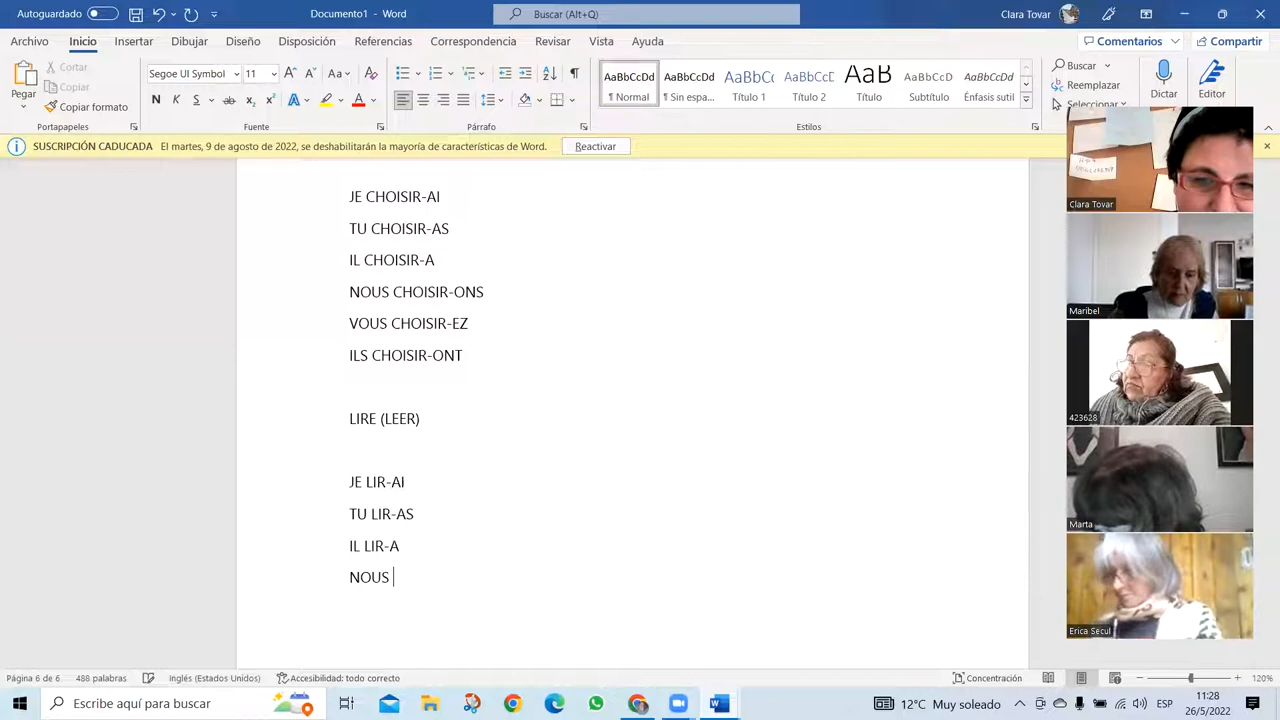 Autoguardado
Documento1 - Word
Buscar (Alt+Q)
Clara Tovar
Archivo Inicio Insertar Dibujar Diseño Disposición Referencias Correspondencia Revisar Vista Ayuda
Comentarios
Compartir
Pegar
Cortar
Copiar
Copiar formato
Portapapeles
Segoe UI Symbol 11
Fuente
Párrafo
AaBbCcDd
¶ Normal
AaBbCcDd
¶ Sin espa...
AaBbCc
Título 1
AaBbCcD
Título 2
AaB
Título
AaBbCcDd
Subtítulo
AaBbCcDd
Énfasis sutil
Estilos
Buscar
Reemplazar
Seleccionar
Dictar
Editor
SUSCRIPCIÓN CADUCADA El martes, 9 de agosto de 2022, se deshabilitarán la mayoría de características de Word.
Reactivar
JE CHOISIR-AI
TU CHOISIR-AS
IL CHOISIR-A
NOUS CHOISIR-ONS
VOUS CHOISIR-EZ
ILS CHOISIR-ONT
LIRE (LEER)
JE LIR-AI
TU LIR-AS
IL LIR-A
NOUS
Clara Tovar
Maribel
423628
Marta
Erica Secul
Página 6 de 6 488 palabras Inglés (Estados Unidos) Accesibilidad: todo correcto
Concentración
120%
Escribe aquí para buscar
12°C Muy soleado
ESP
11:28
26/5/2022